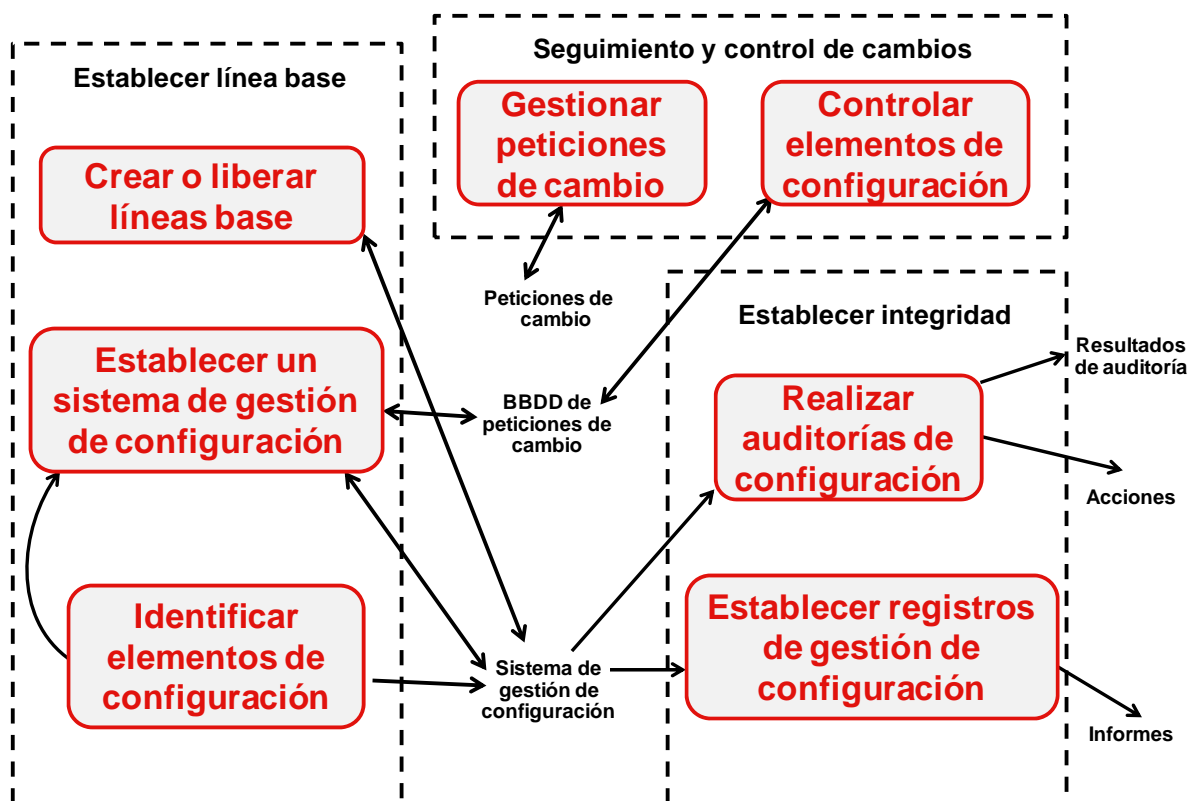 Establecer línea base
Crear o liberar
líneas base
Establecer un
sistema de gestión
de configuración
Identificar
elementos de
configuración
Seguimiento y control de cambios
Gestionar
peticiones
de cambio
Controlar
elementos de
configuración
Peticiones de
cambio
BBDD de
peticiones de
cambio
Sistema de
gestión de
configuración
Establecer integridad
Realizar
auditorías de
configuración
Establecer registros
de gestión de
configuración
Resultados
de auditoría
Acciones
Informes